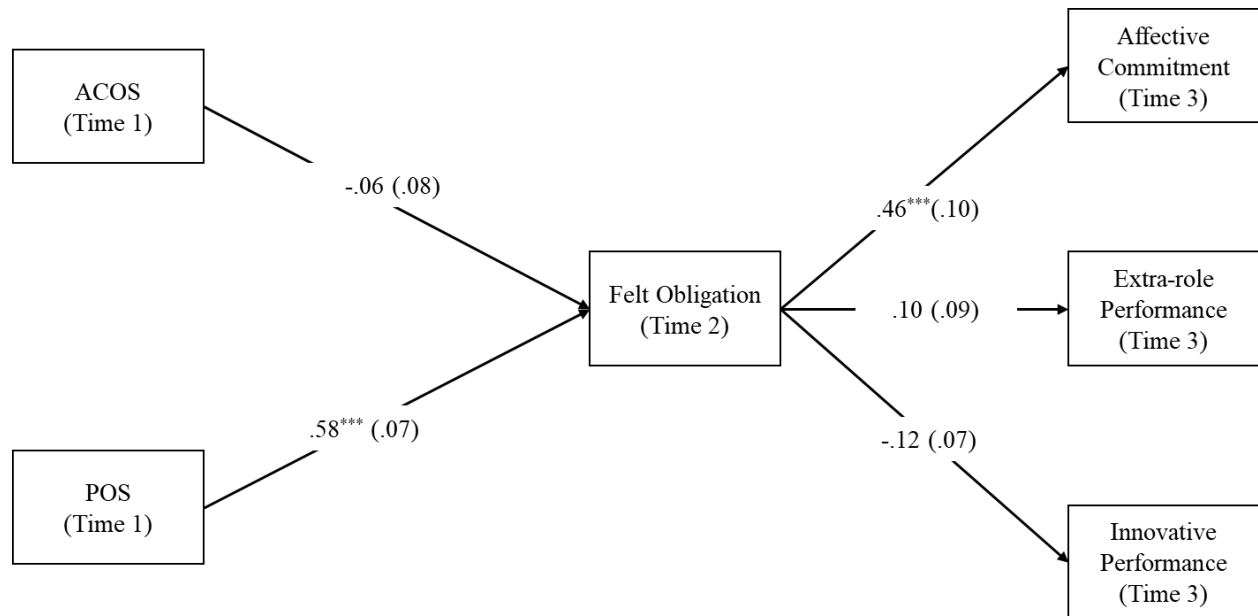 ACOS
(Time 1)
-.06 (.08)
POS
(Time 1)
.58*** (.07)
Felt Obligation
(Time 2)
.46***(.10)
.10 (.09)
-.12 (.07)
Affective
Commitment
(Time 3)
Extra-role
Performance
(Time 3)
Innovative
Performance
(Time 3)